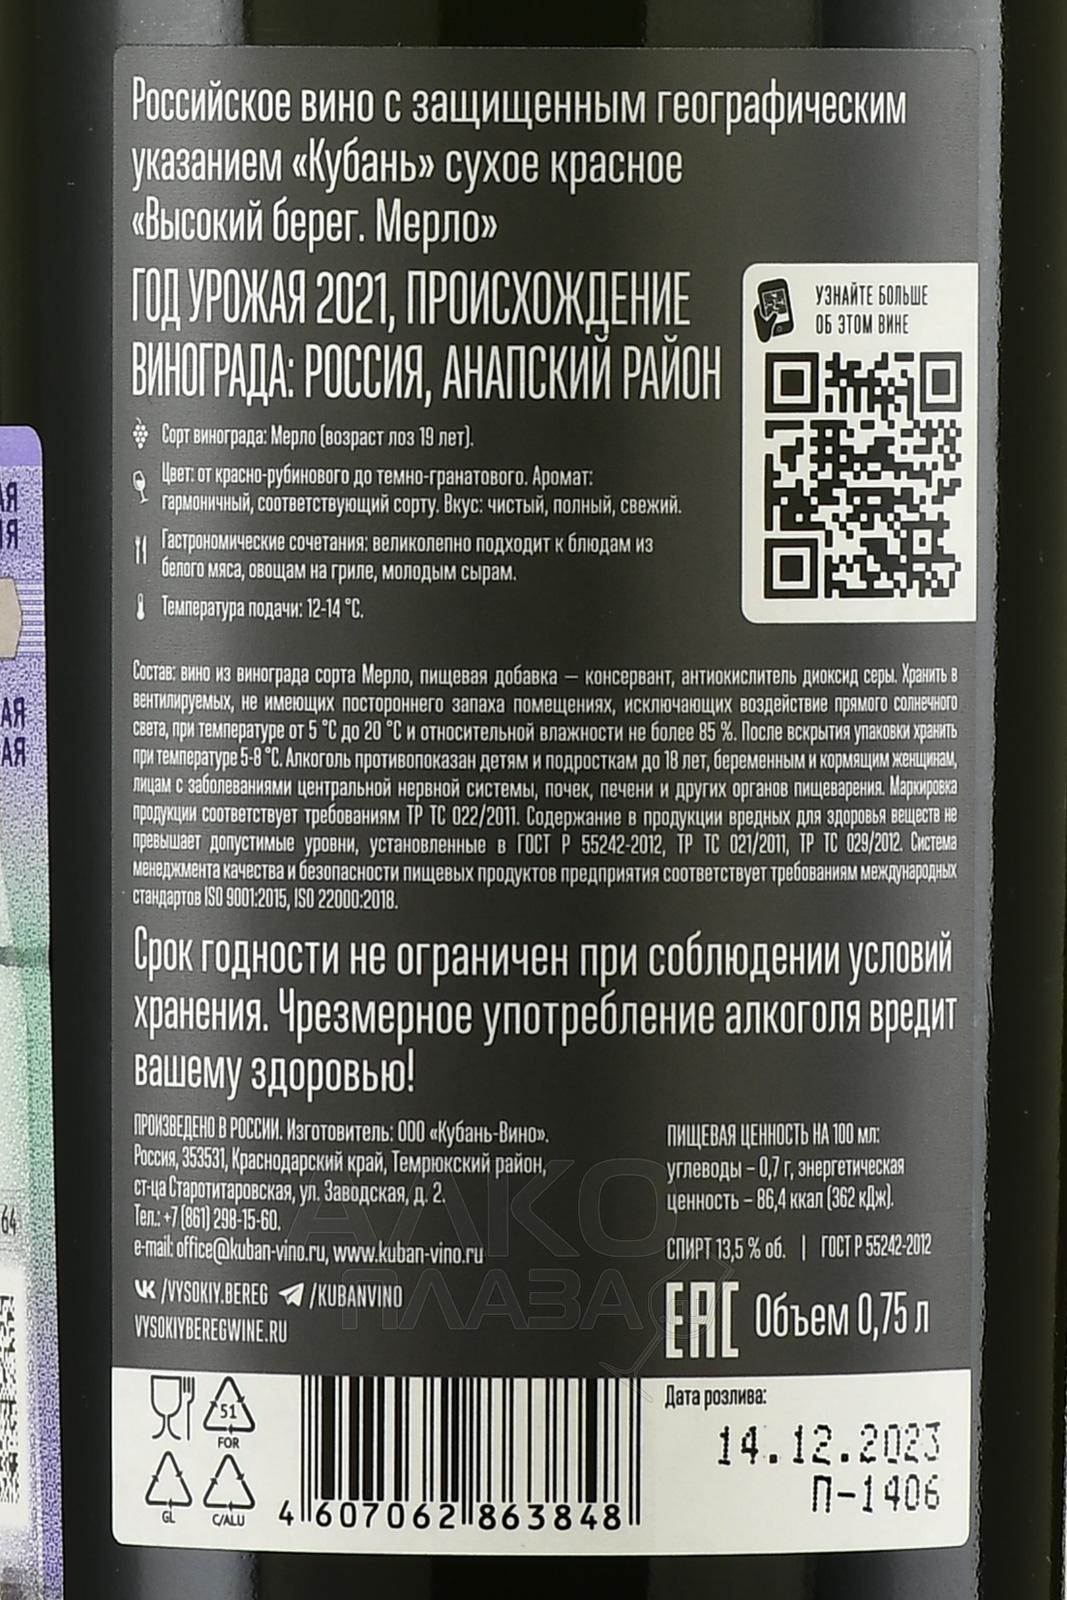 Российское вино с защищенным географическим
указанием «Кубань» сухое красное
«Высокий берег. Мерло»
ГОД УРОЖАЯ 2021, ПРОИСХОЖДЕНИЕ
ВИНОГРАДА: РОССИЯ, АНАПСКИЙ РАЙОН
УЗНАЙТЕ БОЛЬШЕ
ОБ ЭТОМ ВИНЕ
Сорт винограда: Мерло (возраст лоз 19 лет).
Цвет: от красно-рубинового до темно-гранатового. Аромат:
гармоничный, соответствующий сорту. Вкус: чистый, полный, свежий.
Гастрономические сочетания: великолепно подходит к блюдам из
белого мяса, овощам на гриле, молодым сырам.
Температура подачи: 12-14 °С.
Состав: вино из винограда сорта Мерло, пищевая добавка — консервант, антиокислитель диоксид серы. Хранить в
вентилируемых, не имеющих постороннего запаха помещениях, исключающих воздействие прямого солнечного
света, при температуре от 5 °С до 20 °С и относительной влажности не более 85 %. После вскрытия упаковки хранить
при температуре 5-8 °С. Алкоголь противопоказан детям и подросткам до 18 лет, беременным и кормящим женщинам,
лицам с заболеваниями центральной нервной системы, почек, печени и других органов пищеварения. Маркировка
продукции соответствует требованиям ТР ТС 022/2011. Содержание в продукции вредных для здоровья веществ не
превышает допустимые уровни, установленные в ГОСТ Р 55242-2012, ТР ТС 021/2011, ТР ТС 029/2012. Система
менеджмента качества и безопасности пищевых продуктов предприятия соответствует требованиям международных
стандартов ISO 9001:2015, ISO 22000:2018.
Срок годности не ограничен при соблюдении условий
хранения. Чрезмерное употребление алкоголя вредит
вашему здоровью!
ПРОИЗВЕДЕНО В РОССИИ. Изготовитель: ООО «Кубань-Вино».
Россия, 353531, Краснодарский край, Темрюкский район,
ст-ца Старотитаровская, ул. Заводская, д. 2.
Тел.: +7 (861) 298-15-60.
e-mail: office@kuban-vino.ru, www.kuban-vino.ru
/VYSOKIY.BEREG /KUBANVINO
VYSOKIYBEREGWINE.RU
ПИЩЕВАЯ ЦЕННОСТЬ НА 100 мл:
углеводы – 0,7 г, энергетическая
ценность – 86,4 ккал (362 кДж).
СПИРТ 13,5 % об. | ГОСТ Р 55242-2012
EAC Объем 0,75 л
АЛКО
ПЛАЗА
51
FOR
GL
C/ALU
4 607062 863848
Дата розлива:
14.12.2023
П-1406
АЯ
АЯ
АЯ
64